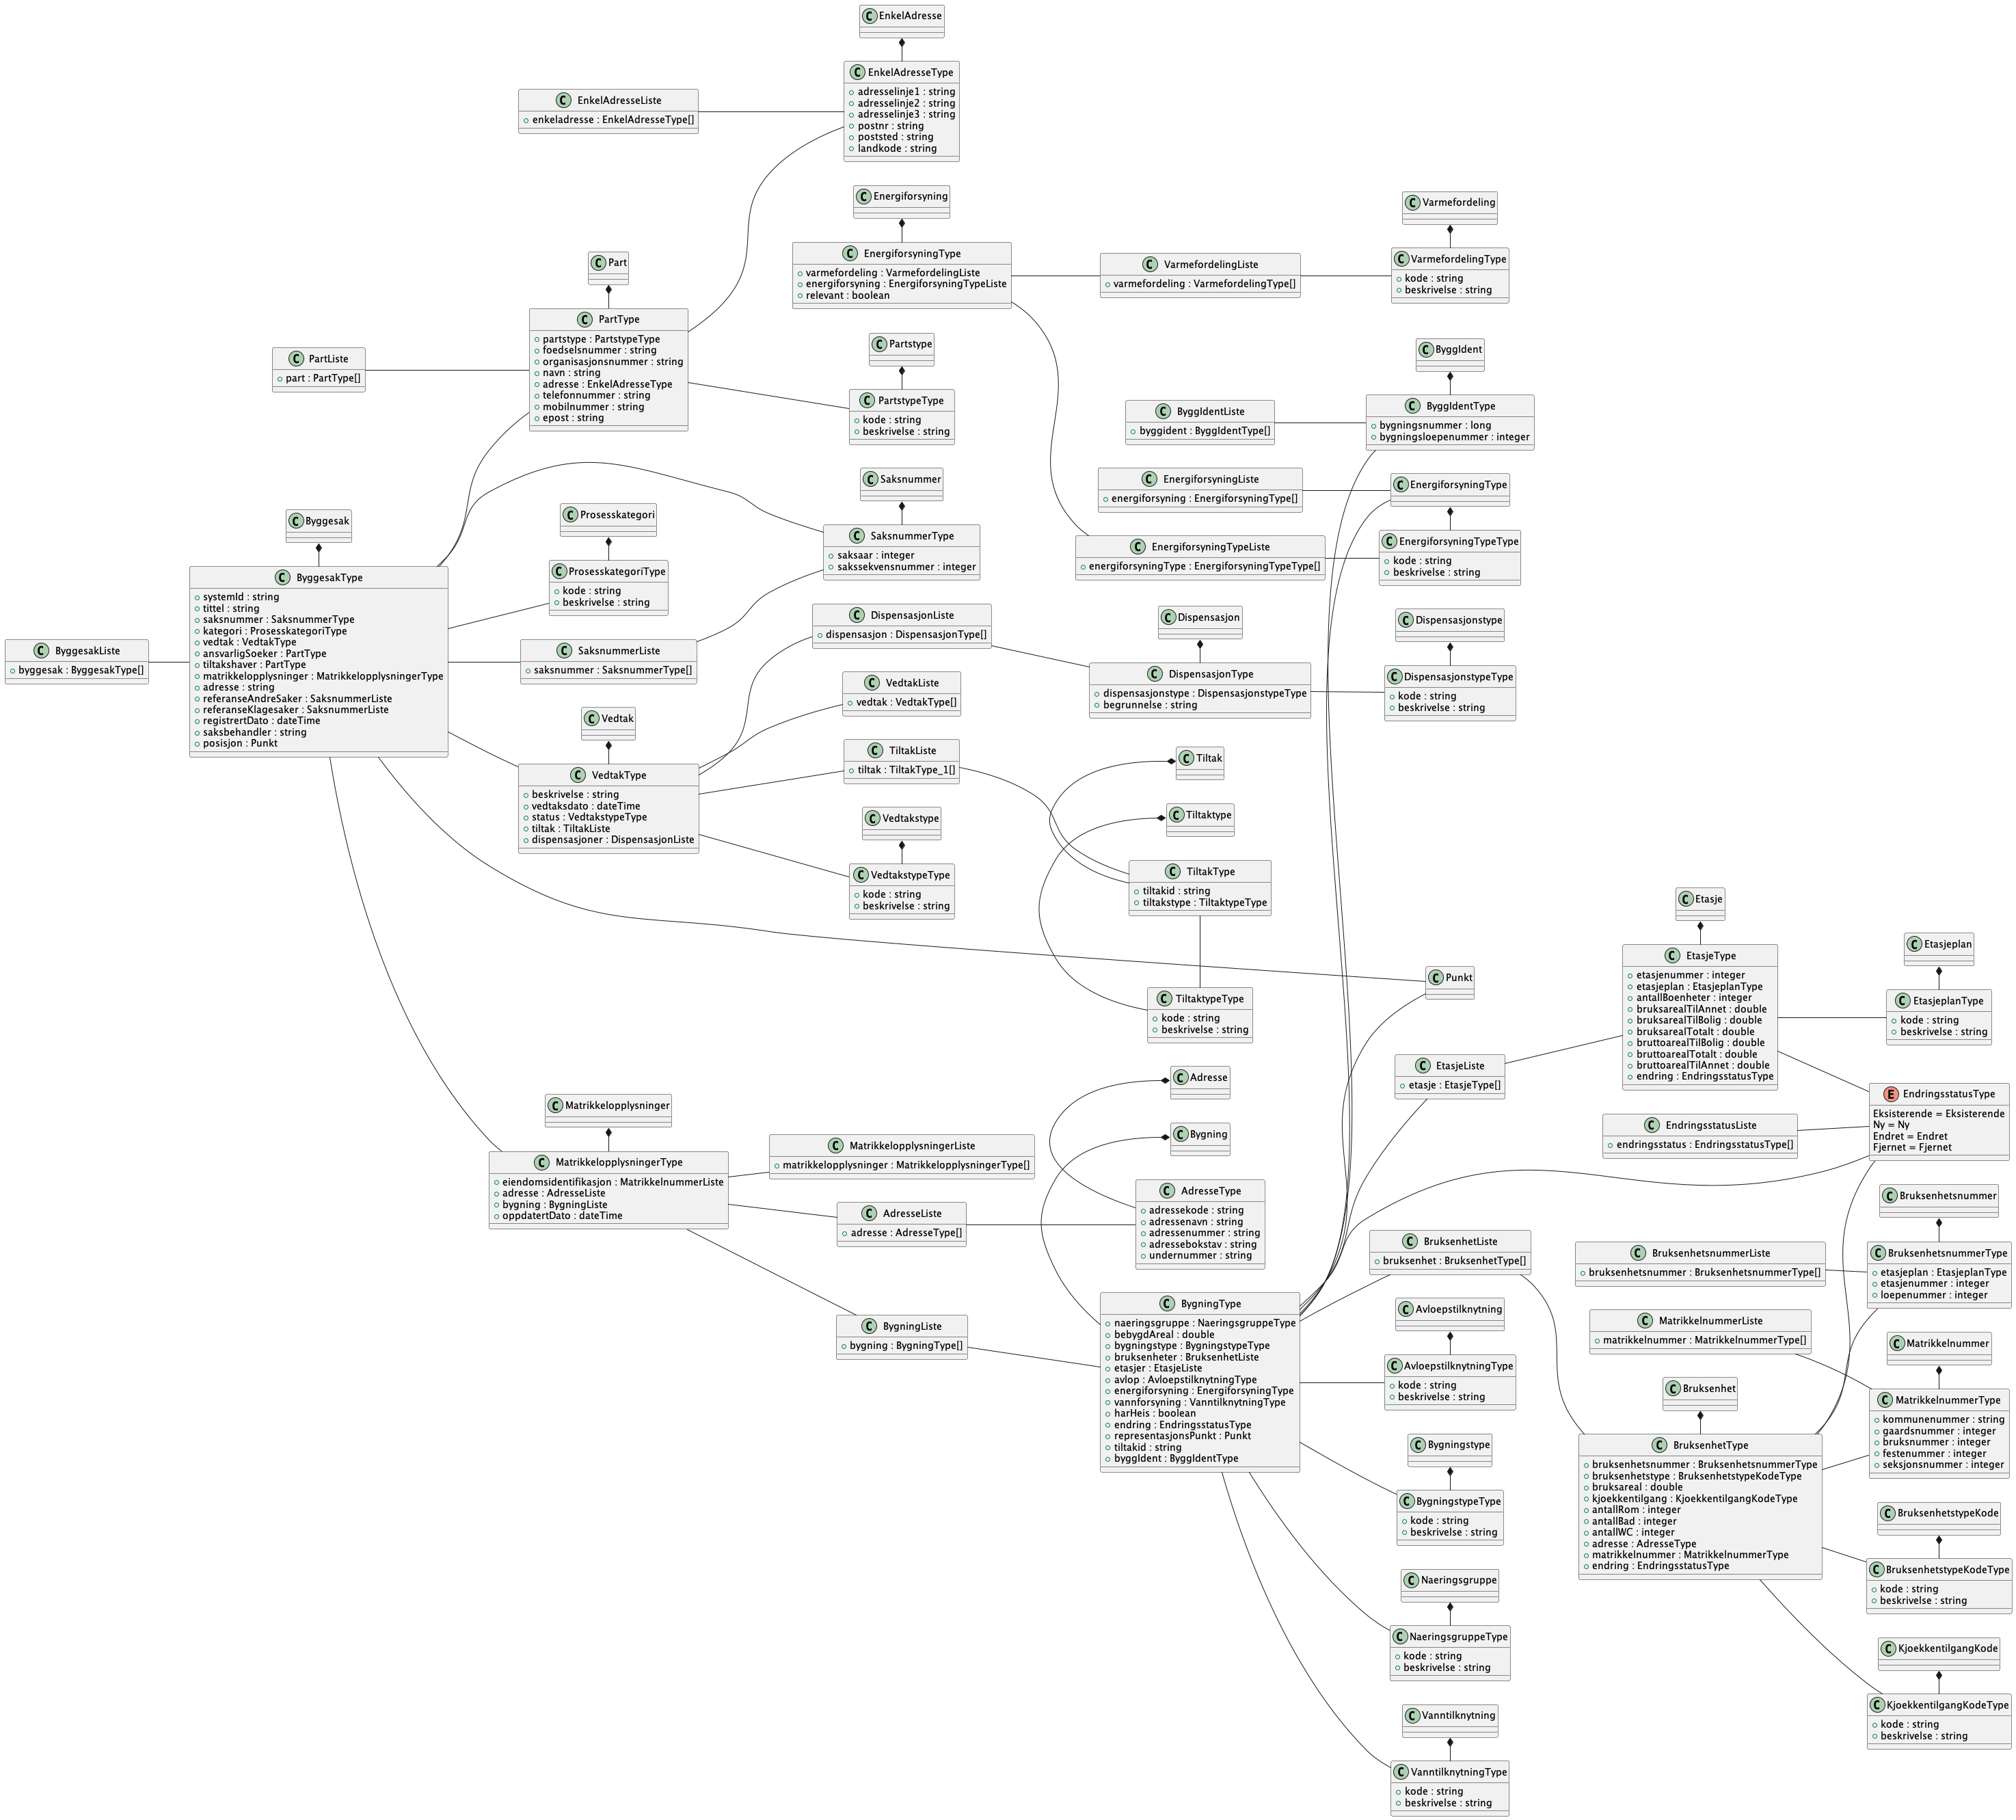 C EnkelAdresse
C EnkelAdresseType
adresselinje1 : string
adresselinje2 : string
adresselinje3 : string
postnr : string
poststed : string
landkode : string
C EnkelAdresseListe
enkeladresse : EnkelAdresseType[]
C Energiforsyning
C EnergiforsyningType
varmefordeling : VarmefordelingListe
energiforsyning : EnergiforsyningTypeListe
relevant : boolean
C VarmefordelingListe
varmefordeling : VarmefordelingType[]
C Varmefordeling
C VarmefordelingType
kode : string
beskrivelse : string
C Part
C PartType
partstype : PartstypeType
foedselsnummer : string
organisasjonsnummer : string
navn : string
adresse : EnkelAdresseType
telefonnummer : string
mobilnummer : string
epost : string
C PartListe
part : PartType[]
C Partstype
C PartstypeType
kode : string
beskrivelse : string
C ByggIdent
C ByggIdentListe
byggident : ByggIdentType[]
C ByggIdentType
bygningsnummer : long
bygningsloepenummer : integer
C EnergiforsyningListe
energiforsyning : EnergiforsyningType[]
C EnergiforsyningType
C EnergiforsyningTypeListe
energiforsyningType : EnergiforsyningTypeType[]
C EnergiforsyningTypeType
kode : string
beskrivelse : string
C Saksnummer
C SaksnummerType
saksaar : integer
sakssekvensnummer : integer
C Prosesskategori
C ProsesskategoriType
kode : string
beskrivelse : string
C Byggesak
C ByggesakType
systemId : string
tittel : string
saksnummer : SaksnummerType
kategori : ProsesskategoriType
vedtak : VedtakType
ansvarligSoeker : PartType
tiltakshaver : PartType
matrikkelopplysninger : MatrikkelopplysningerType
adresse : string
referanseAndreSaker : SaksnummerListe
referanseKlagesaker : SaksnummerListe
registrertDato : dateTime
saksbehandler : string
posisjon : Punkt
C ByggesakListe
byggesak : ByggesakType[]
C SaksnummerListe
saksnummer : SaksnummerType[]
C DispensasjonListe
dispensasjon : DispensasjonType[]
C Dispensasjon
C DispensasjonType
dispensasjonstype : DispensasjonstypeType
begrunnelse : string
C Dispensasjonstype
C DispensasjonstypeType
kode : string
beskrivelse : string
C VedtakListe
vedtak : VedtakType[]
C Vedtak
C VedtakType
beskrivelse : string
vedtaksdato : dateTime
status : VedtakstypeType
tiltak : TiltakListe
dispensasjoner : DispensasjonListe
C TiltakListe
tiltak : TiltakType_1[]
C Vedtakstype
C VedtakstypeType
kode : string
beskrivelse : string
C Tiltak
C Tiltaktype
C TiltakType
tiltakid : string
tiltakstype : TiltaktypeType
C TiltaktypeType
kode : string
beskrivelse : string
C Punkt
C Etasje
C EtasjeType
etasjenummer : integer
etasjeplan : EtasjeplanType
antallBoenheter : integer
bruksarealTilAnnet : double
bruksarealTilBolig : double
bruksarealTotalt : double
bruttoarealTilBolig : double
bruttoarealTotalt : double
bruttoarealTilAnnet : double
endring : EndringsstatusType
C Etasjeplan
C EtasjeplanType
kode : string
beskrivelse : string
C EtasjeListe
etasje : EtasjeType[]
E EndringsstatusType
Eksisterende = Eksisterende
Ny = Ny
Endret = Endret
Fjernet = Fjernet
C EndringsstatusListe
endringsstatus : EndringsstatusType[]
C Adresse
C Bygning
C Matrikkelopplysninger
C MatrikkelopplysningerType
eiendomsidentifikasjon : MatrikkelnummerListe
adresse : AdresseListe
bygning : BygningListe
oppdatertDato : dateTime
C MatrikkelopplysningerListe
matrikkelopplysninger : MatrikkelopplysningerType[]
C AdresseListe
adresse : AdresseType[]
C AdresseType
adressekode : string
adressenavn : string
adressenummer : string
adressebokstav : string
undernummer : string
C BygningListe
bygning : BygningType[]
C BygningType
naeringsgruppe : NaeringsgruppeType
bebygdAreal : double
bygningstype : BygningstypeType
bruksenheter : BruksenhetListe
etasjer : EtasjeListe
avlop : AvloepstilknytningType
energiforsyning : EnergiforsyningType
vannforsyning : VanntilknytningType
harHeis : boolean
endring : EndringsstatusType
representasjonsPunkt : Punkt
tiltakid : string
byggIdent : ByggIdentType
C BruksenhetListe
bruksenhet : BruksenhetType[]
C Avloepstilknytning
C AvloepstilknytningType
kode : string
beskrivelse : string
C Bygningstype
C BygningstypeType
kode : string
beskrivelse : string
C Naeringsgruppe
C NaeringsgruppeType
kode : string
beskrivelse : string
C Vanntilknytning
C VanntilknytningType
kode : string
beskrivelse : string
C Bruksenhetsnummer
C BruksenhetsnummerListe
bruksenhetsnummer : BruksenhetsnummerType[]
C BruksenhetsnummerType
etasjeplan : EtasjeplanType
etasjenummer : integer
loepenummer : integer
C MatrikkelnummerListe
matrikkelnummer : MatrikkelnummerType[]
C Matrikkelnummer
C MatrikkelnummerType
kommunenummer : string
gaardsnummer : integer
bruksnummer : integer
festenummer : integer
seksjonsnummer : integer
C Bruksenhet
C BruksenhetType
bruksenhetsnummer : BruksenhetsnummerType
bruksenhetstype : BruksenhetstypeKodeType
bruksareal : double
kjoekkentilgang : KjoekkentilgangKodeType
antallRom : integer
antallBad : integer
antallWC : integer
adresse : AdresseType
matrikkelnummer : MatrikkelnummerType
endring : EndringsstatusType
C BruksenhetstypeKode
C BruksenhetstypeKodeType
kode : string
beskrivelse : string
C KjoekkentilgangKode
C KjoekkentilgangKodeType
kode : string
beskrivelse : string